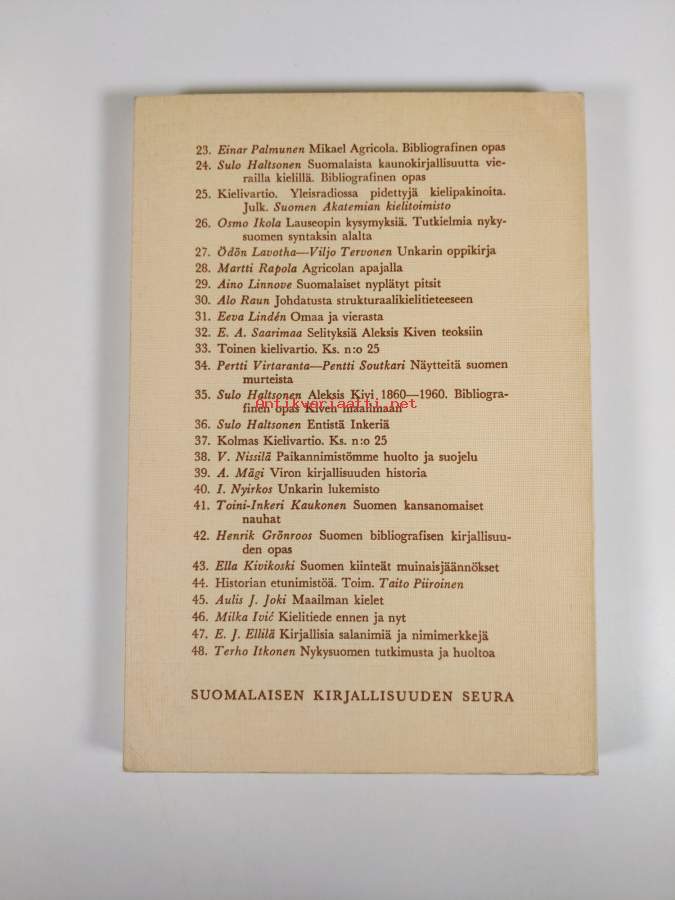 23. Einar Palmunen Mikael Agricola. Bibliografinen opas
24. Sulo Haltsonen Suomalaista kaunokirjallisuutta vie-
railla kielillä. Bibliografinen opas
25. Kielivartio. Yleisradiossa pidettyjä kielipakinoita.
Julk. Suomen Akatemian kielitoimisto
26. Osmo Ikola Lauseopin kysymyksiä. Tutkielmia nyky-
suomen syntaksin alalta
27. Ödön Lavotha—Viljo Tervonen Unkarin oppikirja
28. Martti Rapola Agricolan apajalla
29. Aino Linnove Suomalaiset nyplätyt pitsit
30. Alo Raun Johdatusta strukturaalikielitieteeseen
31. Eeva Lindén Omaa ja vierasta
32. E. A. Saarimaa Selityksiä Aleksis Kiven teoksiin
33. Toinen kielivartio. Ks. n:o 25
34. Pertti Virtaranta—Pentti Soutkari Näytteitä suomen
murteista
35. Sulo Haltsonen Aleksis Kivi 1860—1960. Bibliogra-
finen opas Kiven maailmaan
Antikvariaatti.net
36. Sulo Haltsonen Entistä Inkeriä
37. Kolmas Kielivartio. Ks. n:o 25
38. V. Nissilä Paikannimistömme huolto ja suojelu
39. A. Mägi Viron kirjallisuuden historia
40. I. Nyirkos Unkarin lukemisto
41. Toini-Inkeri Kaukonen Suomen kansanomaiset
nauhat
42. Henrik Grönroos Suomen bibliografisen kirjallisuu-
den opas
43. Ella Kivikoski Suomen kiinteät muinaisjäännökset
44. Historian etunimistöä. Toim. Taito Piiroinen
45. Aulis J. Joki Maailman kielet
46. Milka Ivić Kielitiede ennen ja nyt
47. E. J. Ellilä Kirjallisia salanimiä ja nimimerkkejä
48. Terho Itkonen Nykysuomen tutkimusta ja huoltoa
SUOMALAISEN KIRJALLISUUDEN SEURA